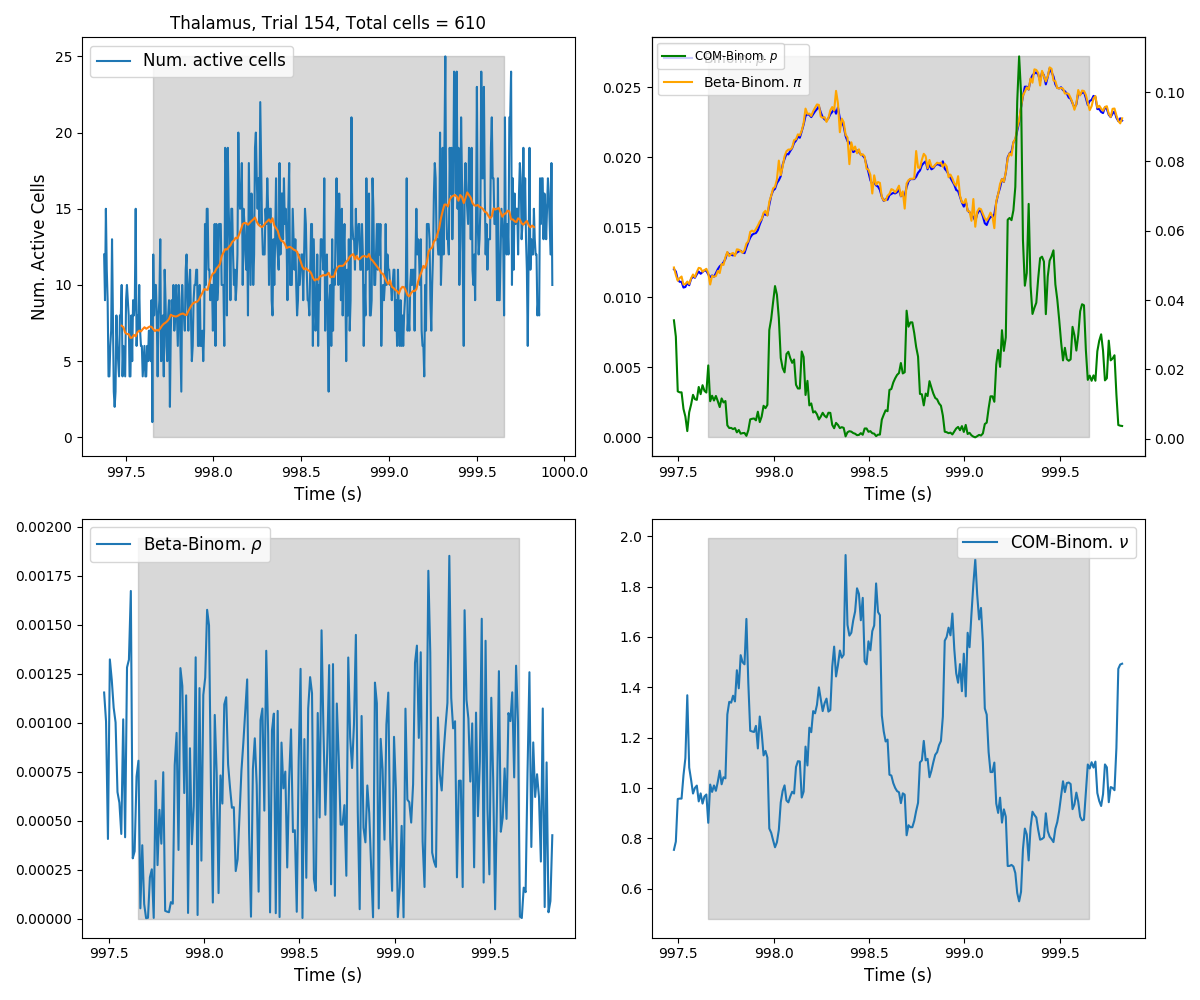 Thalamus, Trial 154, Total cells = 610
Num. active cells
25
20
15
10
5
0
Num. Active Cells
997.5 998.0 998.5 999.0 999.5 1000.0
Time (s)
COM-Binom. p
Beta-Binom. π
0.025
0.020
0.015
0.010
0.005
0.000
0.10
0.08
0.06
0.04
0.02
0.00
997.5 998.0 998.5 999.0 999.5
Time (s)
Beta-Binom. ρ
0.00200
0.00175
0.00150
0.00125
0.00100
0.00075
0.00050
0.00025
0.00000
997.5 998.0 998.5 999.0 999.5
Time (s)
COM-Binom. ν
2.0
1.8
1.6
1.4
1.2
1.0
0.8
0.6
997.5 998.0 998.5 999.0 999.5
Time (s)